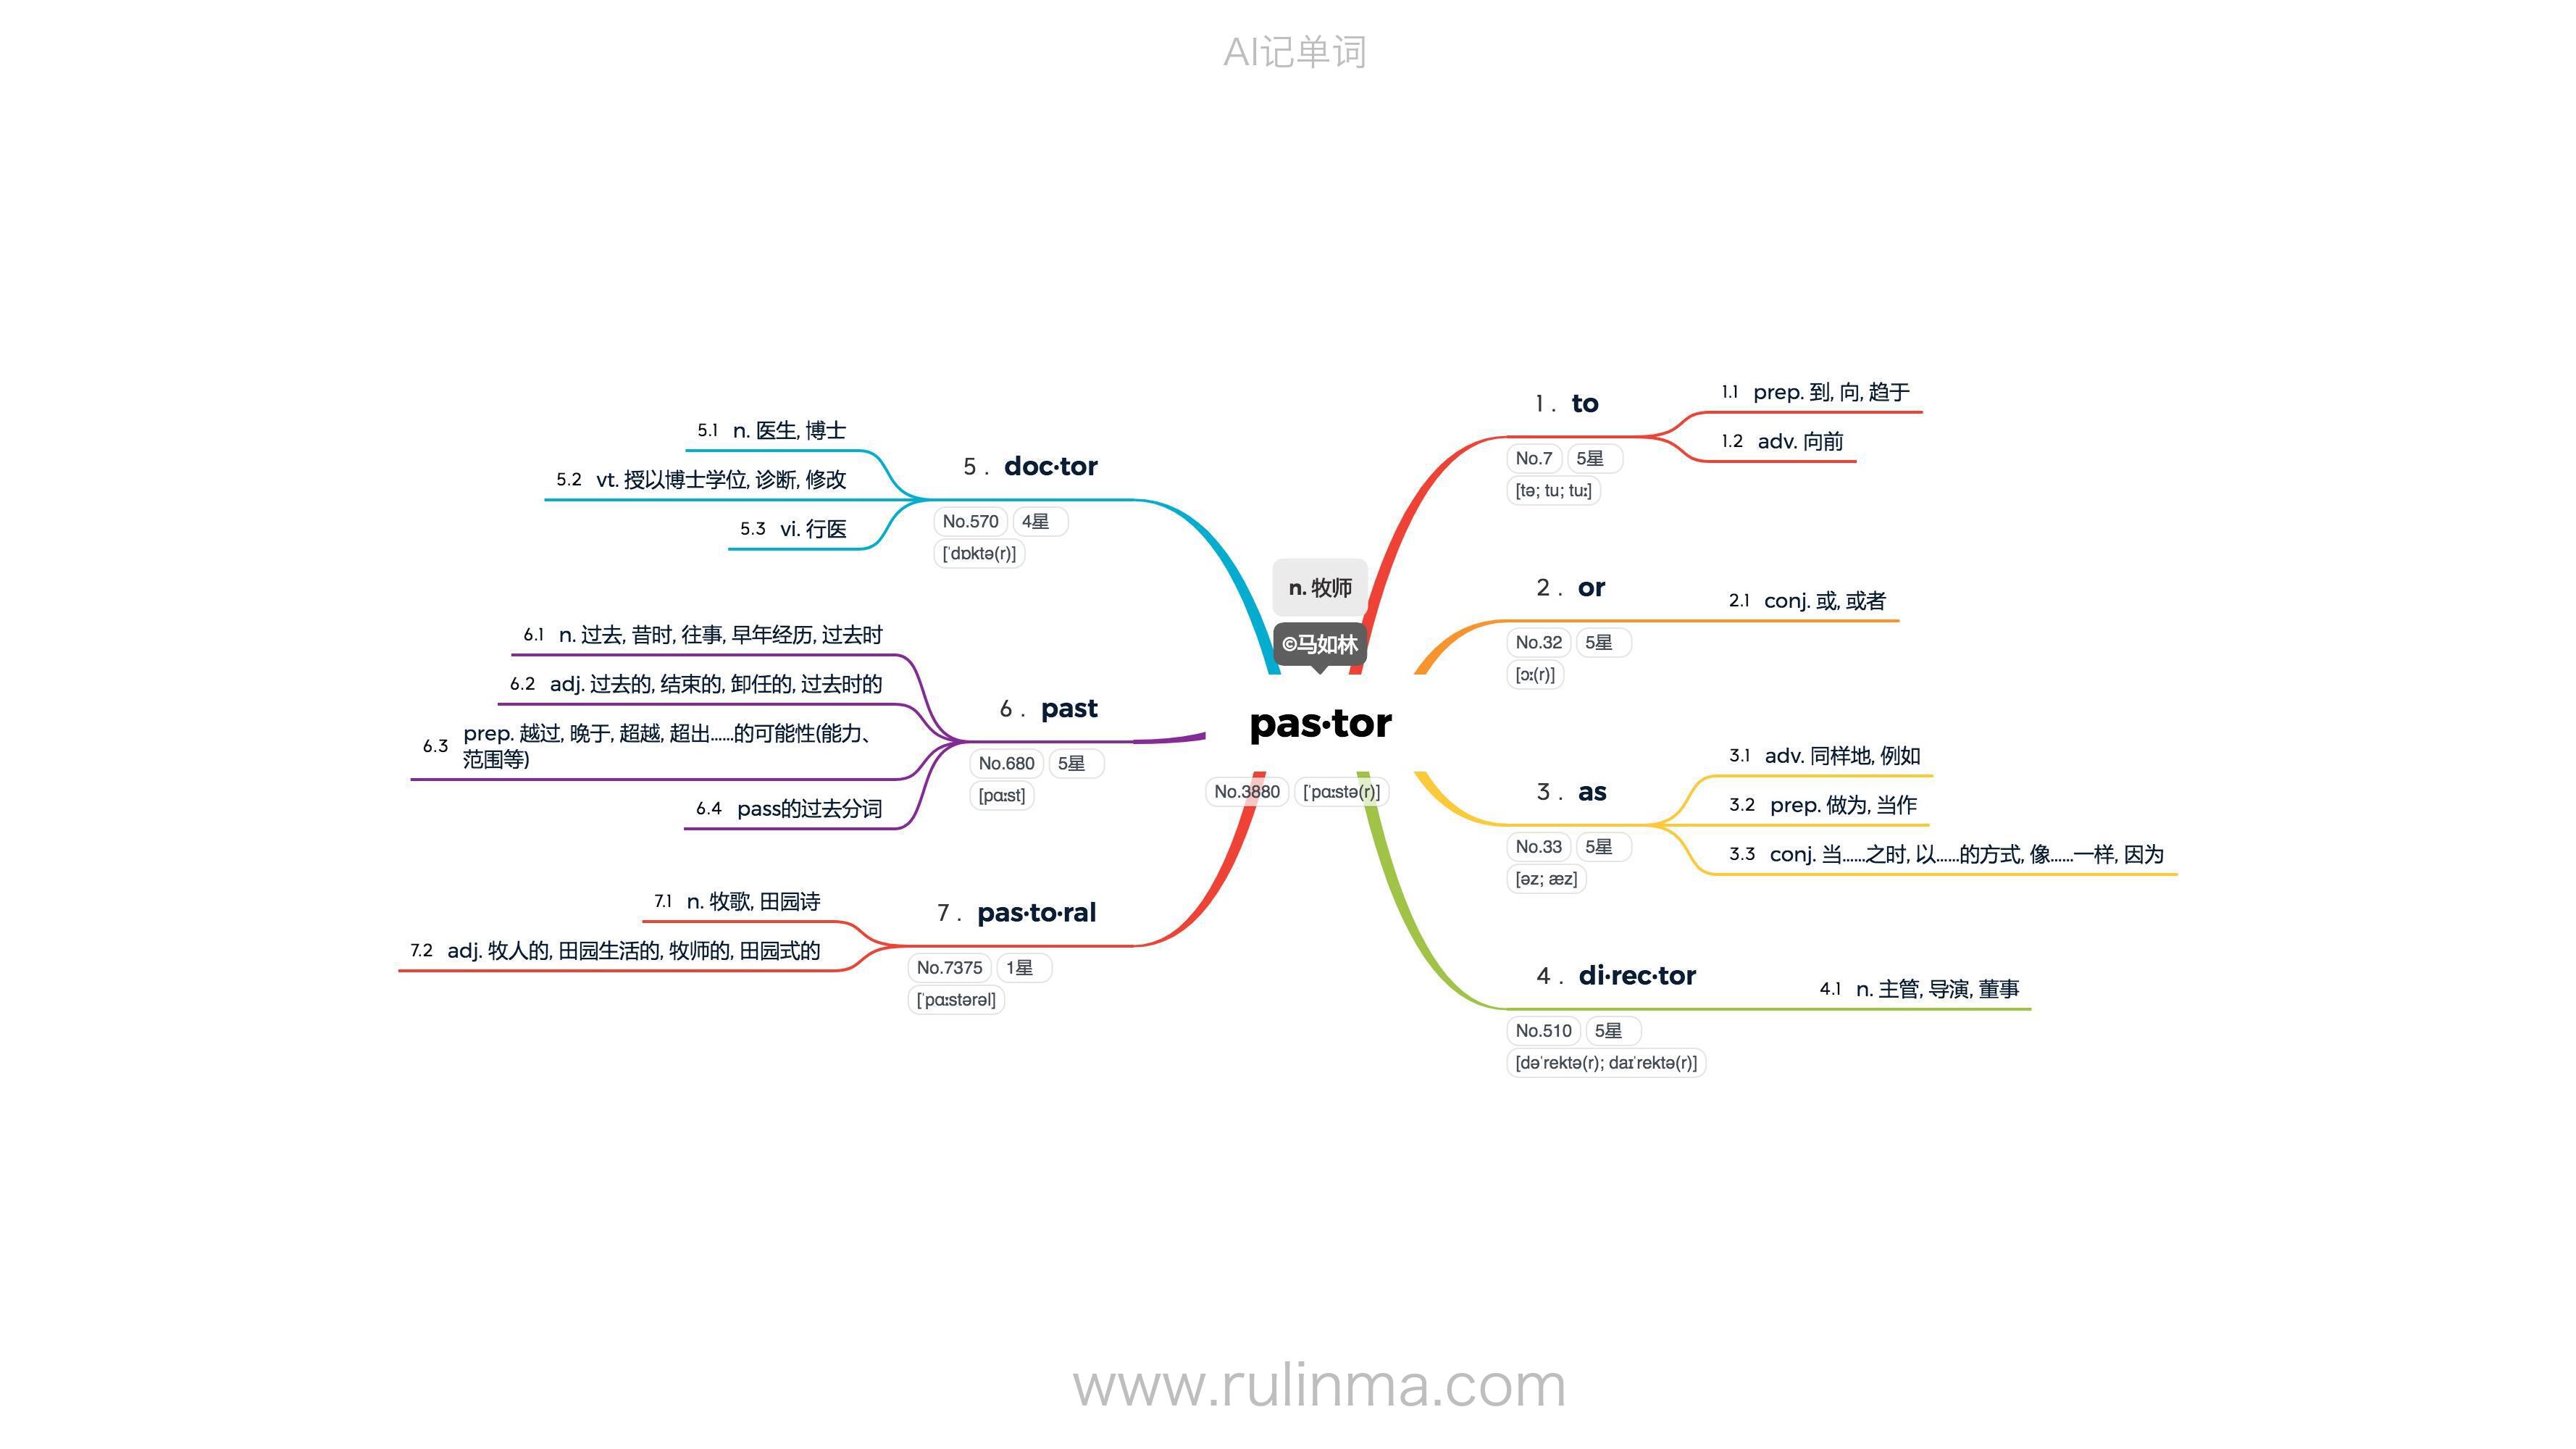 AI记单词
n. 牧师
©马如林
pas·tor
No.3880 [ˈpɑːstə(r)]
1 . to
No.7 5星
[tə; tu; tuː]
1.1 prep. 到, 向, 趋于
1.2 adv. 向前
2 . or
No.32 5星
[ɔː(r)]
2.1 conj. 或, 或者
3 . as
No.33 5星
[əz; æz]
3.1 adv. 同样地, 例如
3.2 prep. 做为, 当作
3.3 conj. 当……之时, 以……的方式, 像……一样, 因为
4 . di·rec·tor
No.510 5星
[dəˈrektə(r); daɪˈrektə(r)]
4.1 n. 主管, 导演, 董事
5 . doc·tor
No.570 4星
[ˈdɒktə(r)]
5.1 n. 医生, 博士
5.2 vt. 授以博士学位, 诊断, 修改
5.3 vi. 行医
6 . past
No.680 5星
[pɑːst]
6.1 n. 过去, 昔时, 往事, 早年经历, 过去时
6.2 adj. 过去的, 结束的, 卸任的, 过去时的
6.3 prep. 越过, 晚于, 超越, 超出……的可能性(能力、
范围等)
6.4 pass的过去分词
7 . pas·to·ral
No.7375 1星
[ˈpɑːstərəl]
7.1 n. 牧歌, 田园诗
7.2 adj. 牧人的, 田园生活的, 牧师的, 田园式的
www.rulinma.com